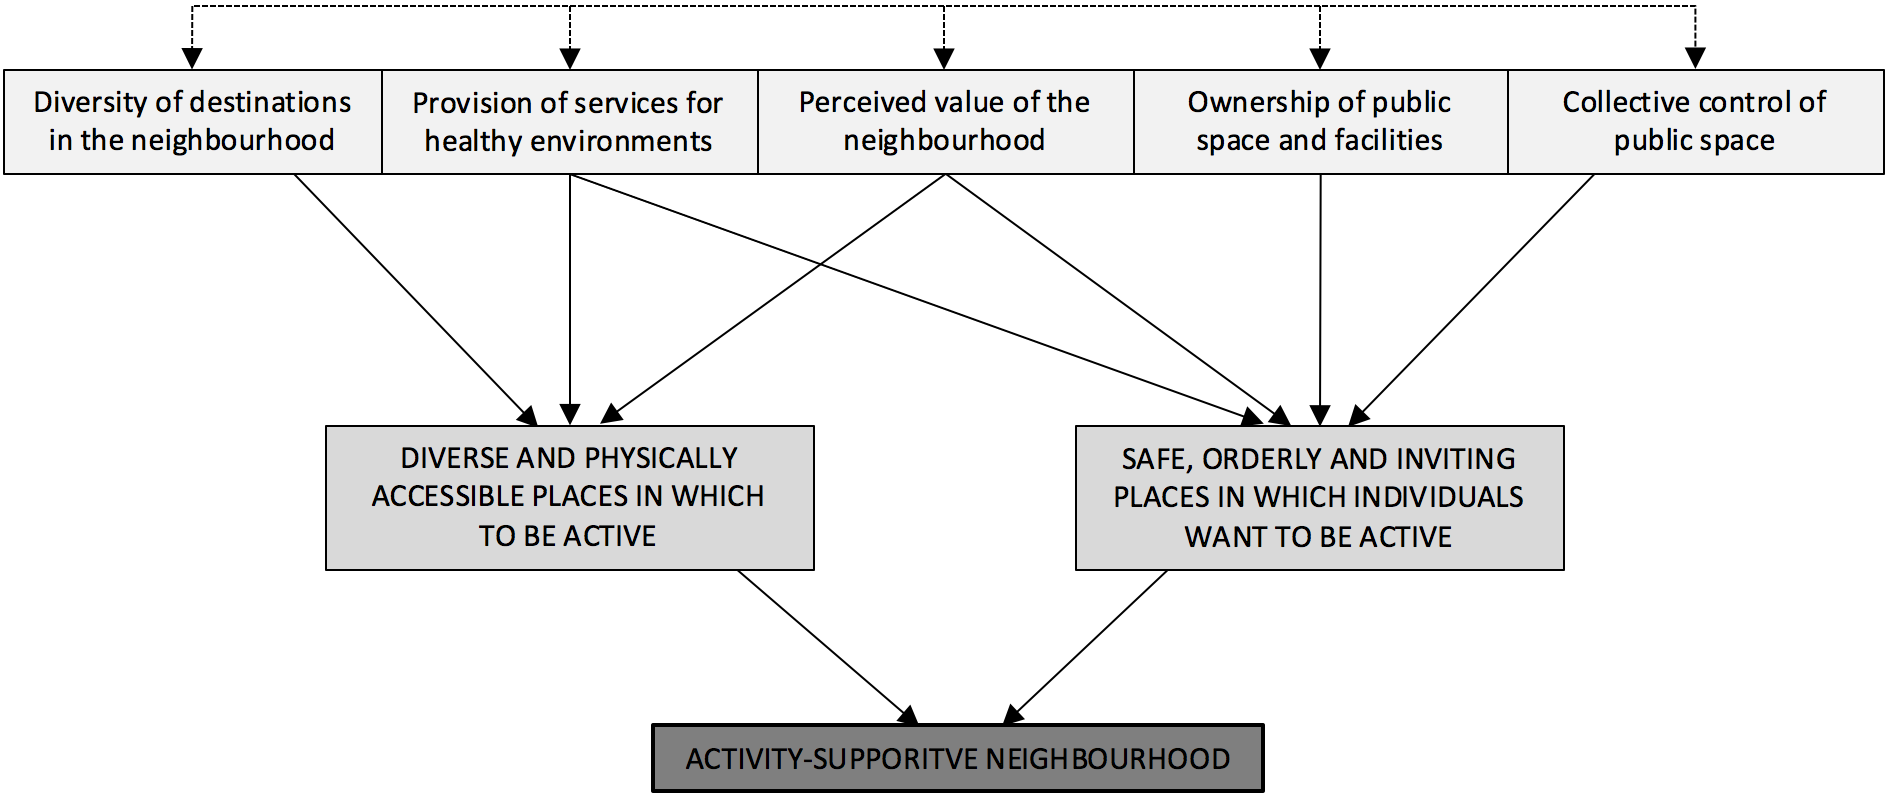 Diversity of destinations
in the neighbourhood
Provision of services for
healthy environments
Perceived value of the
neighbourhood
Ownership of public
space and facilities
Collective control of
public space
DIVERSE AND PHYSICALLY
ACCESSIBLE PLACES IN WHICH
TO BE ACTIVE
SAFE, ORDERLY AND INVITING
PLACES IN WHICH INDIVIDUALS
WANT TO BE ACTIVE
ACTIVITY-SUPPORITVE NEIGHBOURHOOD